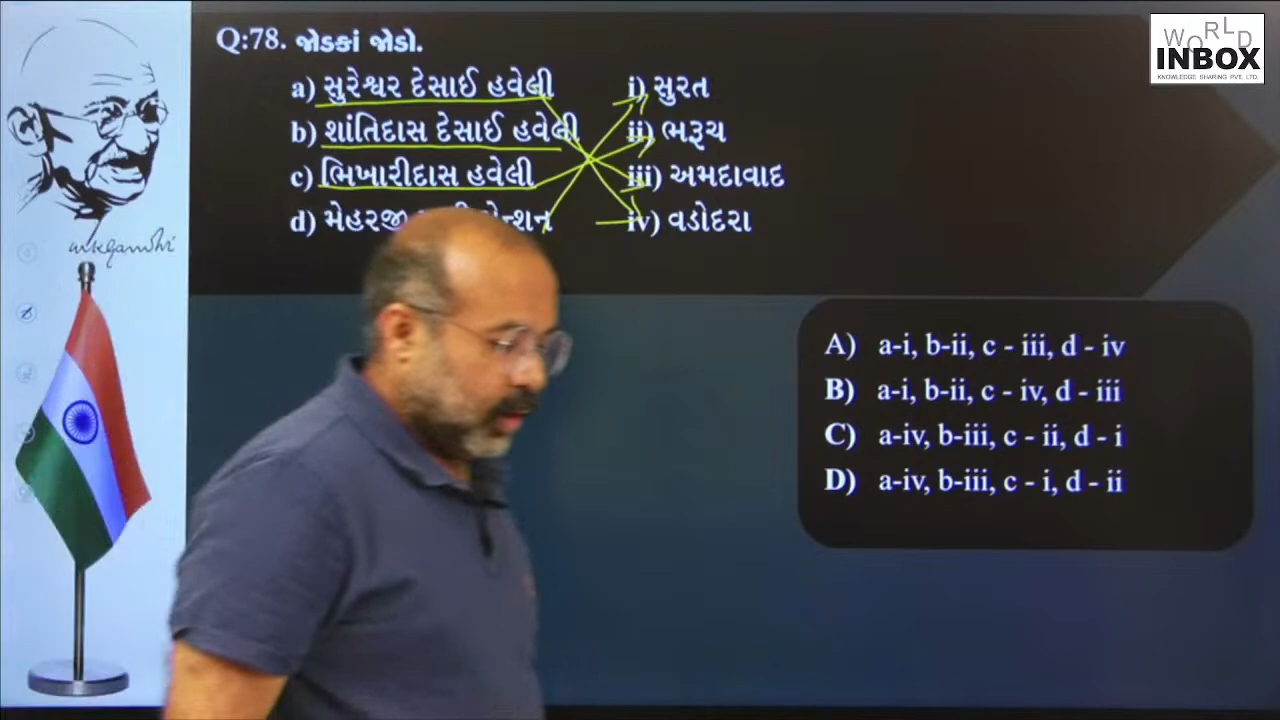 WORLD
INBOX
KNOWLEDGE SHARING PVT. LTD.
Q:78. જોડકાં જોડો.
a) સુરેશ્વર દેસાઈ હવેલી i) સુરત
b) શાંતિદાસ દેસાઈ હવેલી ii) ભરૂચ
c) ભિખારીદાસ હવેલી iii) અમદાવાદ
d) iv) વડોદરા
mkgandhi
A) a-i, b-ii, c - iii, d - iv
B) a-i, b-ii, c - iv, d - iii
C) a-iv, b-iii, c - ii, d - i
D) a-iv, b-iii, c - i, d - ii